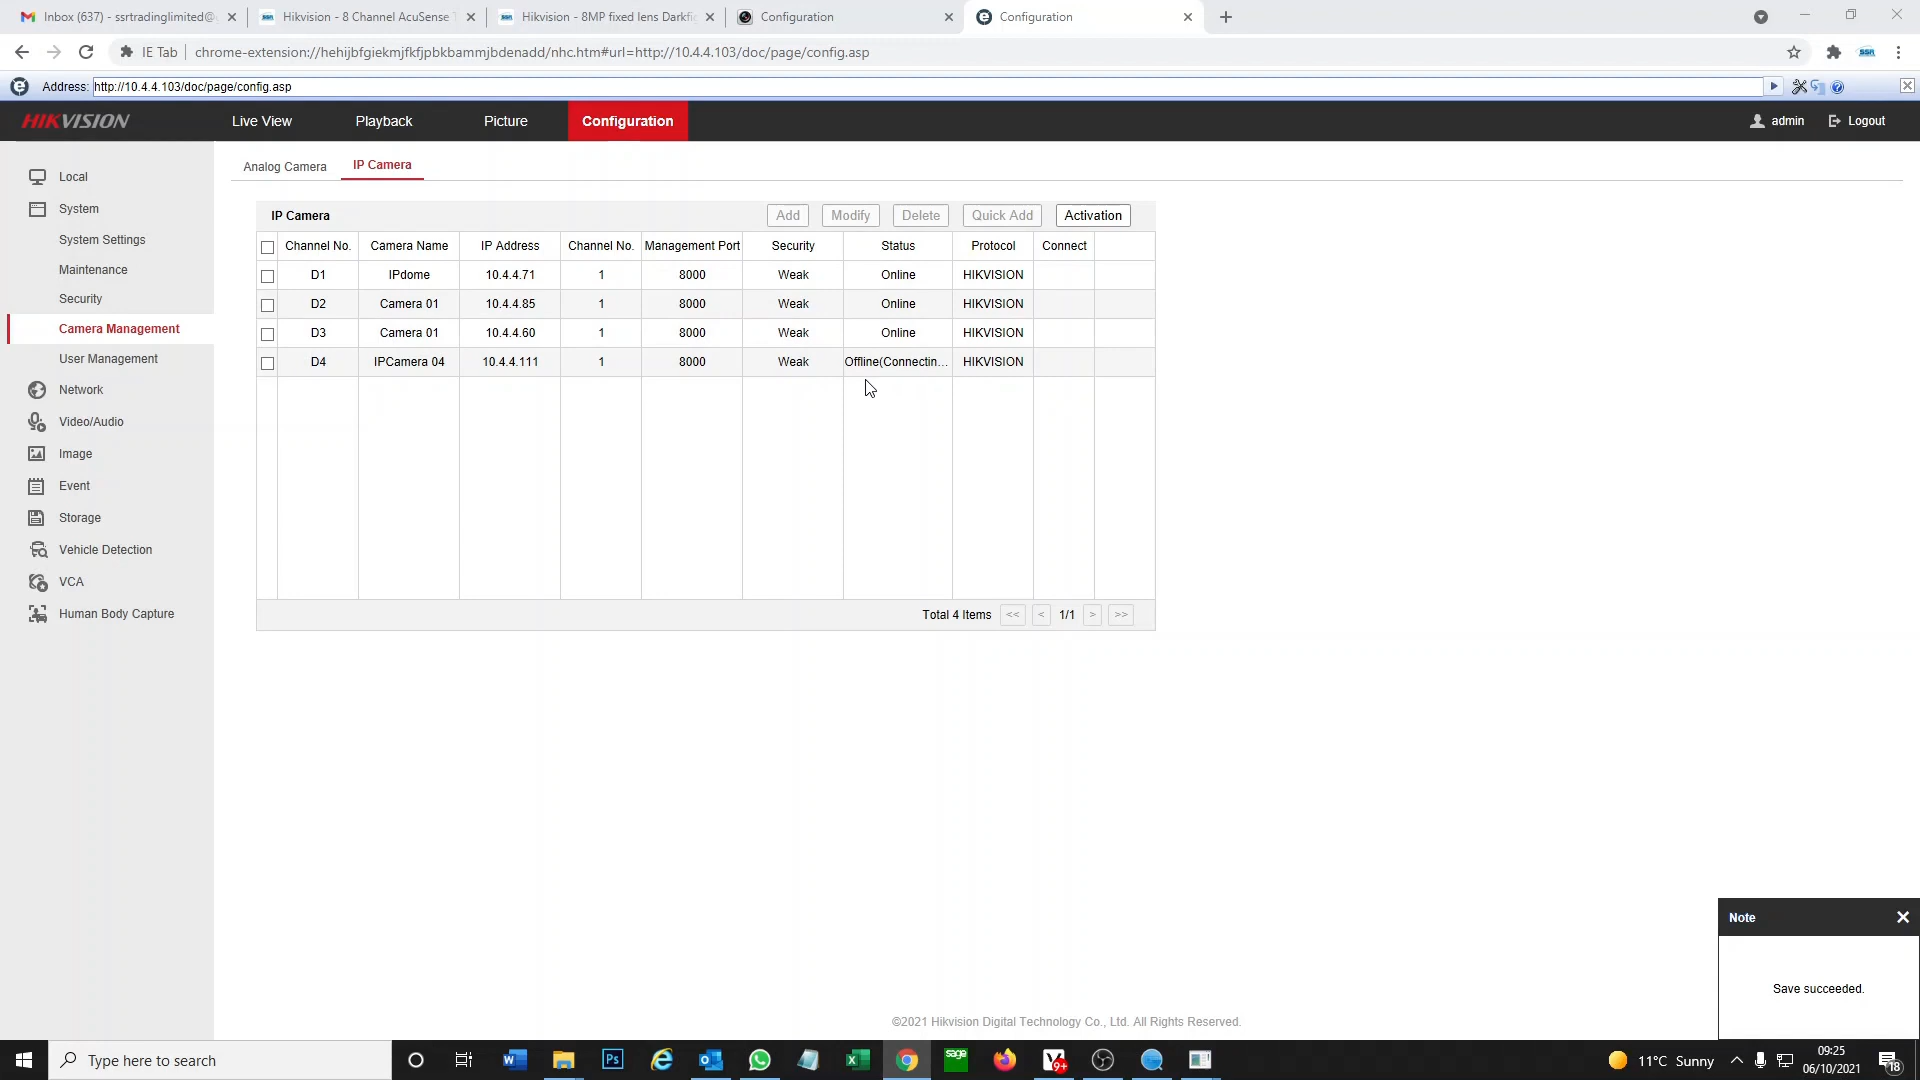 Inbox (637) - ssrtradinglimited@
Hikvision - 8 Channel AcuSense T
Hikvision - 8MP fixed lens Darkfi
Configuration
Configuration
IE Tab
chrome-extension://hehijbfgiekmjfkfjpbkbammjbdenadd/nhc.htm#url=http://10.4.4.103/doc/page/config.asp
SSR
Address: http://10.4.4.103/doc/page/config.asp
HIKVISION
Live View
Playback
Picture
Configuration
admin
Logout
Local
System
System Settings
Maintenance
Security
Camera Management
User Management
Network
Video/Audio
Image
Event
Storage
Vehicle Detection
VCA
Human Body Capture
Analog Camera
IP Camera
IP Camera
Add
Modify
Delete
Quick Add
Activation
Channel No. Camera Name IP Address Channel No. Management Port Security Status Protocol Connect
D1 IPdome 10.4.4.71 1 8000 Weak Online HIKVISION
D2 Camera 01 10.4.4.85 1 8000 Weak Online HIKVISION
D3 Camera 01 10.4.4.60 1 8000 Weak Online HIKVISION
D4 IPCamera 04 10.4.4.111 1 8000 Weak Offline(Connectin... HIKVISION
Total 4 Items << < 1/1 > >>
Note
Save succeeded.
©2021 Hikvision Digital Technology Co., Ltd. All Rights Reserved.
Type here to search
Ps
sage
9+
11°C Sunny
09:25
06/10/2021
18